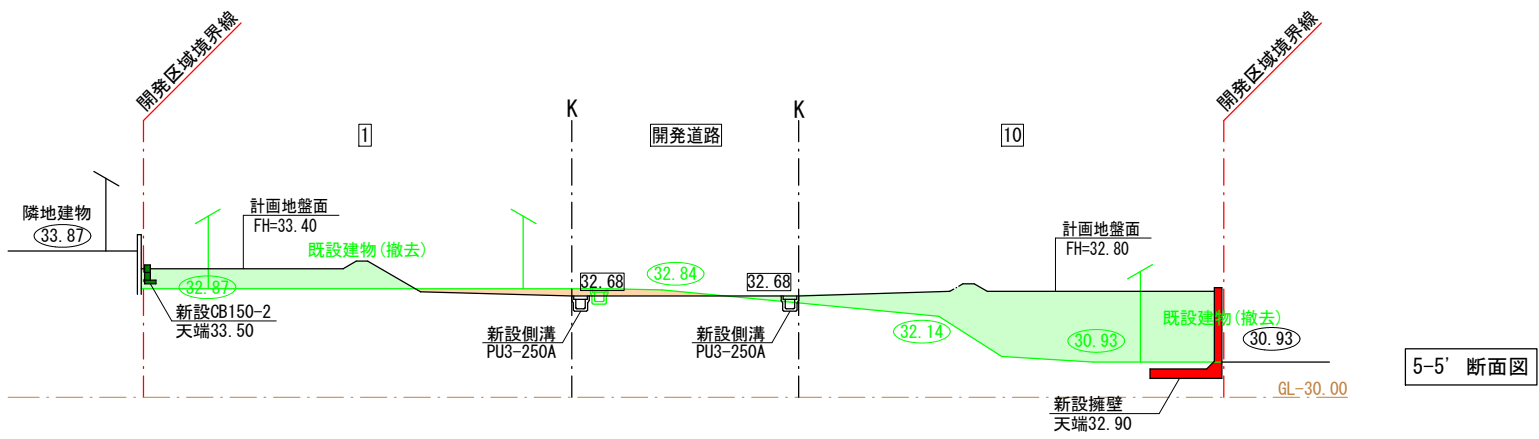 開発区域境界線
開発区域境界線
K
K
1
開発道路
10
隣地建物
33.87
計画地盤面
FH=33.40
既設建物(撤去)
32.87
新設CB150-2
天端33.50
32.68
32.84
32.68
新設側溝
PU3-250A
新設側溝
PU3-250A
計画地盤面
FH=32.80
32.14
30.93
既設建物(撤去)
30.93
新設擁壁
天端32.90
GL-30.00
5-5' 断面図